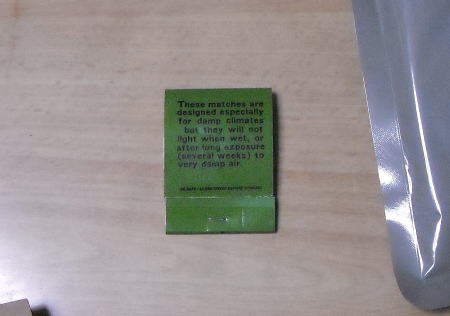 These matches are
designed especially
for damp climates
but they will not
light when wet, or
after long exposure
(several weeks) to
very damp air.